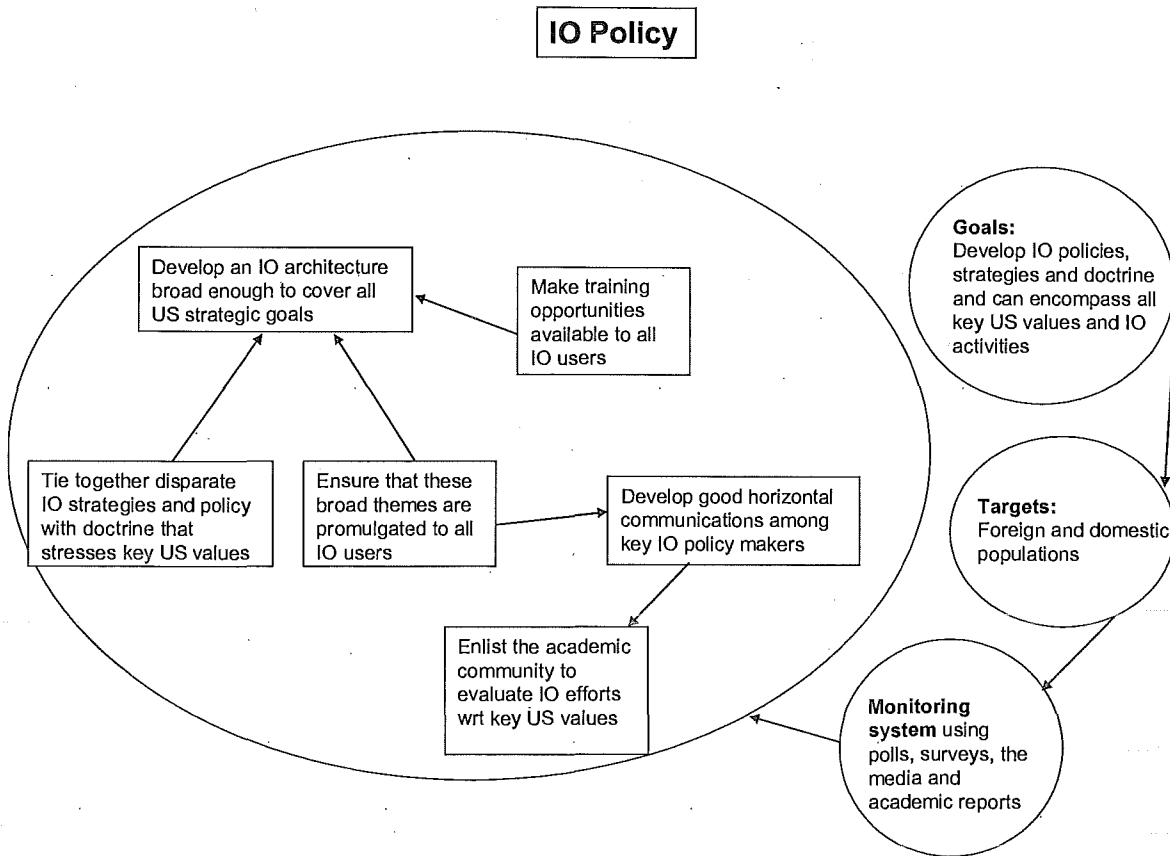 IO Policy
Develop an IO architecture
broad enough to cover all
US strategic goals
Make training
opportunities
available to all
IO users
Tie together disparate
IO strategies and policy
with doctrine that
stresses key US values
Ensure that these
broad themes are
promulgated to all
IO users
Develop good horizontal
communications among
key IO policy makers
Enlist the academic
community to
evaluate IO efforts
wrt key US values
Goals:
Develop IO policies,
strategies and doctrine
and can encompass all
key US values and IO
activities
Targets:
Foreign and domestic
populations
Monitoring
system using
polls, surveys, the
media and
academic reports